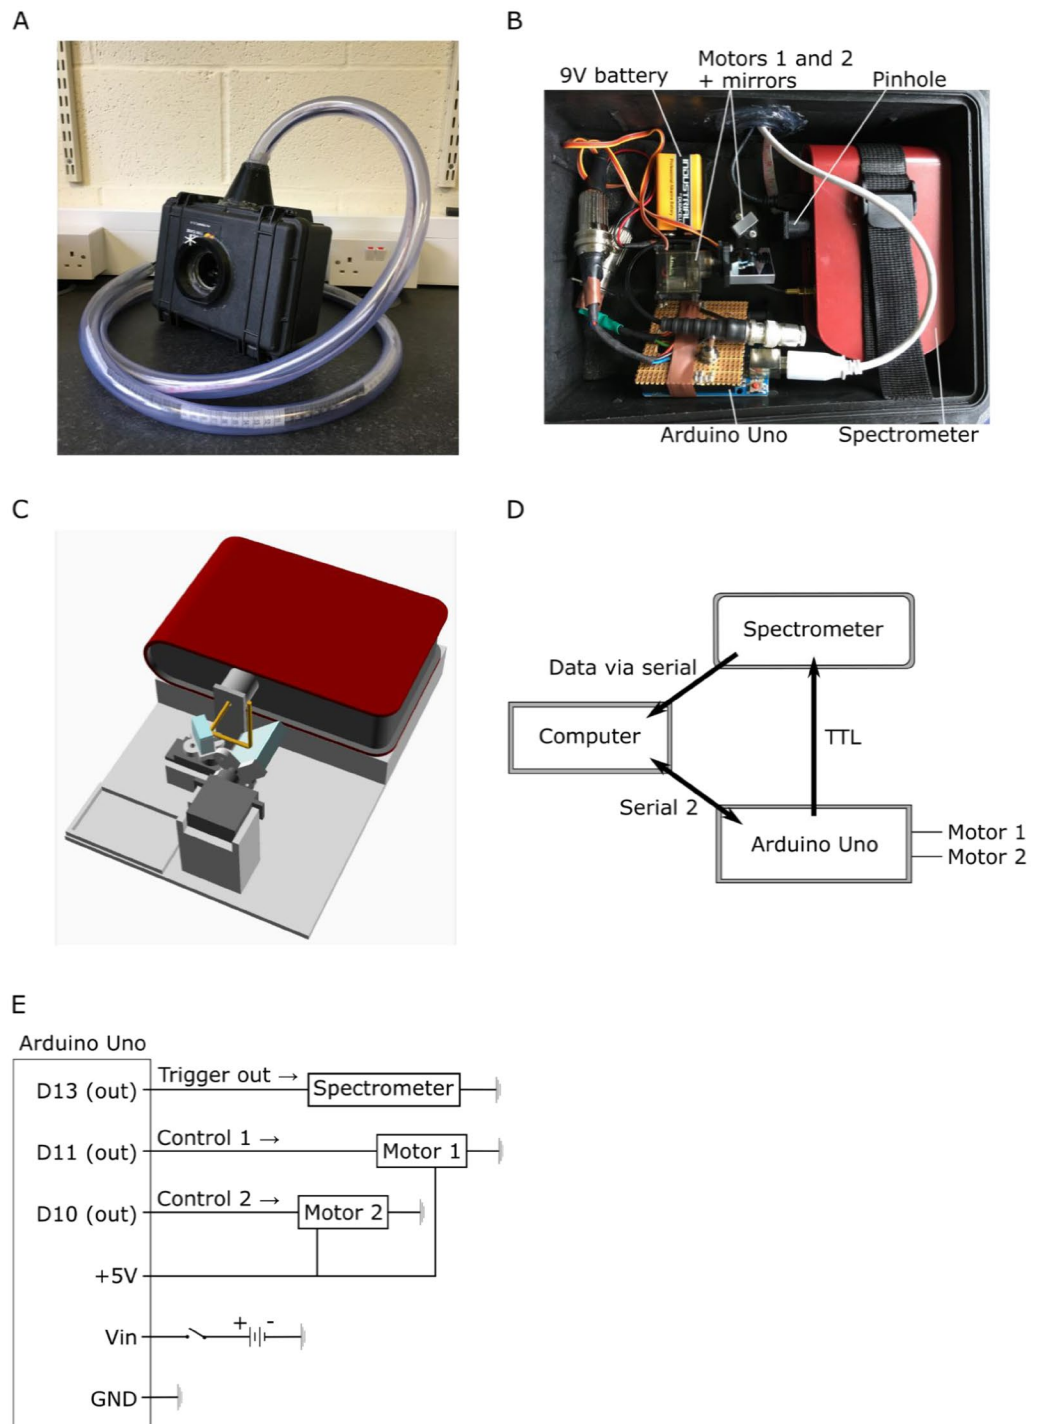 A
B
Motors 1 and 2
+ mirrors
9V battery
Pinhole
INDUSTRIAL
Arduino Uno
Spectrometer
C
D
Spectrometer
Data via serial
Computer
TTL
Serial 2
Arduino Uno
Motor 1
Motor 2
E
Arduino Uno
D13 (out)
Trigger out →
Spectrometer
D11 (out)
Control 1 →
Motor 1
D10 (out)
Control 2 →
Motor 2
+5V
Vin
+ -
GND